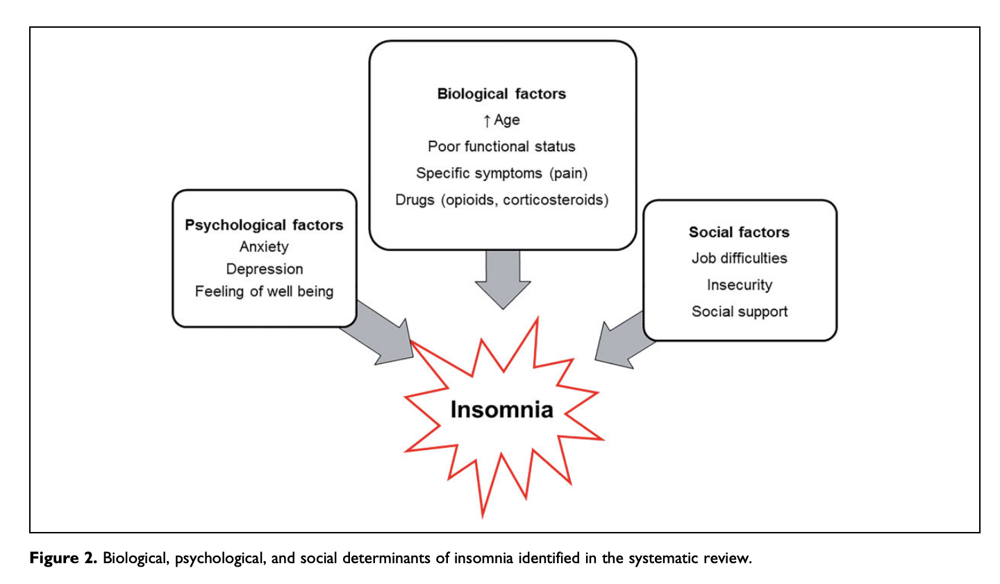 Biological factors
↑ Age
Poor functional status
Specific symptoms (pain)
Drugs (opioids, corticosteroids)
Psychological factors
Anxiety
Depression
Feeling of well being
Social factors
Job difficulties
Insecurity
Social support
Insomnia
Figure 2. Biological, psychological, and social determinants of insomnia identified in the systematic review.